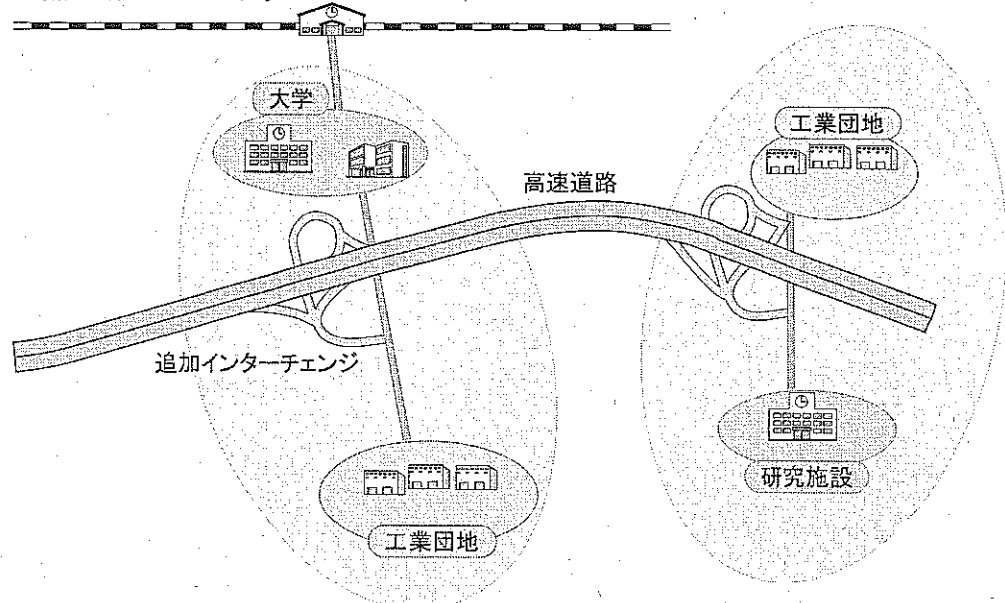 大学
工業団地
高速道路
追加インターチェンジ
研究施設
工業団地